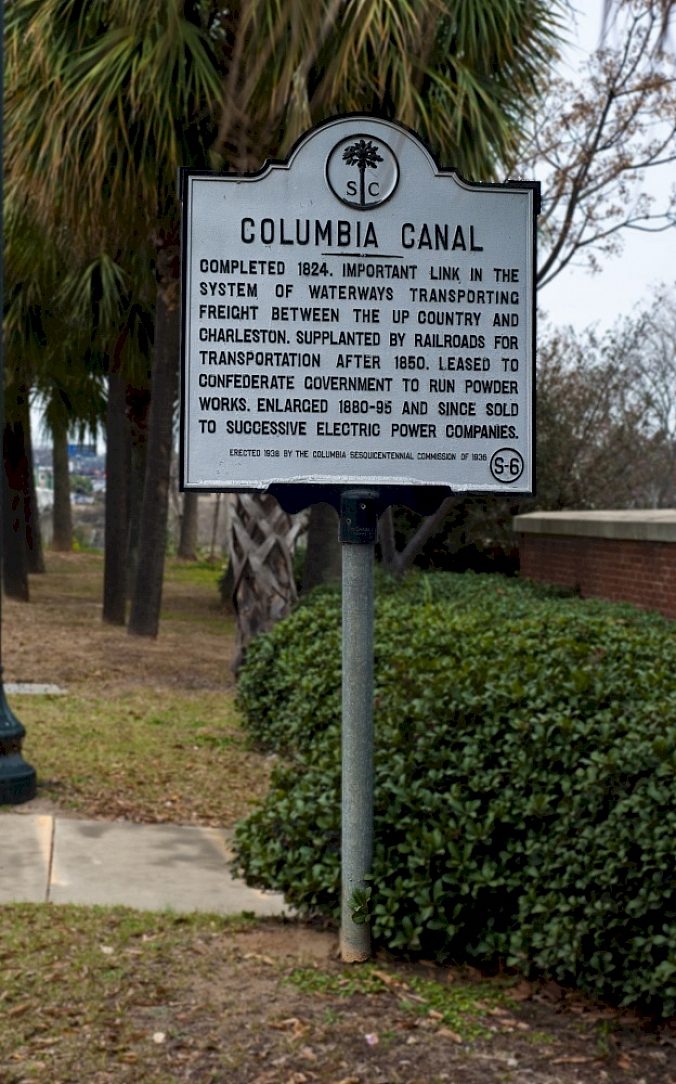 S C
COLUMBIA CANAL
COMPLETED 1824. IMPORTANT LINK IN THE
SYSTEM OF WATERWAYS TRANSPORTING
FREIGHT BETWEEN THE UP COUNTRY AND
CHARLESTON. SUPPLANTED BY RAILROADS FOR
TRANSPORTATION AFTER 1850. LEASED TO
CONFEDERATE GOVERNMENT TO RUN POWDER
WORKS. ENLARGED 1880-95 AND SINCE SOLD
TO SUCCESSIVE ELECTRIC POWER COMPANIES.
ERECTED 1938 BY THE COLUMBIA SESQUICENTENNIAL COMMISSION OF 1936
S-6